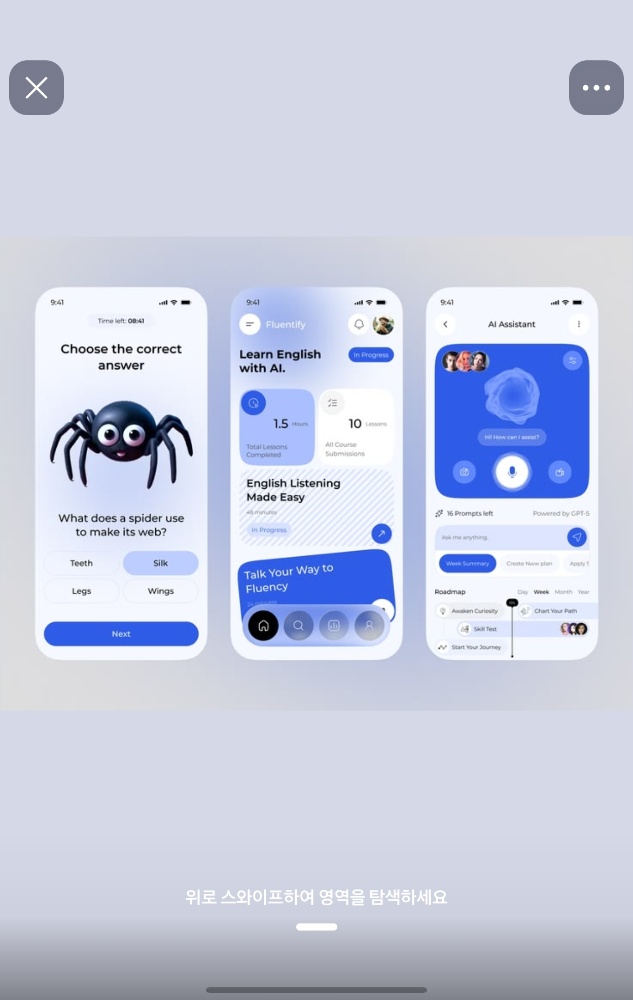 9:41
Time left: 08:41
Choose the correct
answer
What does a spider use
to make its web?
Teeth
Silk
Legs
Wings
Next
9:41
Fluentify
Learn English
with AI.
In Progress
1.5 Hours
Total Lessons
Completed
10 Lessons
All Course
Submissions
English Listening
Made Easy
48 minutes
In Progress
Talk Your Way to
Fluency
9:41
AI Assistant
Hi! How can I assist?
16 Prompts left
Powered by GPT-5
Ask me anything.
Week Summary
Create Nuw plan
Apply S
Roadmap
Day Week Month Year
Awaken Curiosity
Chart Your Path
Skill Test
Start Your Journey
위로 스와이프하여 영역을 탐색하세요